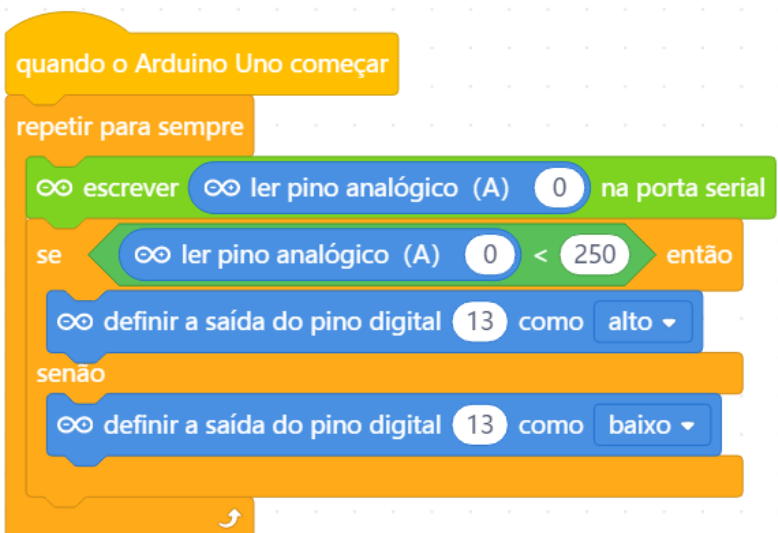 quando o Arduino Uno começar
repetir para sempre
escrever ler pino analógico (A) 0 na porta serial
se ler pino analógico (A) 0 < 250 então
definir a saída do pino digital 13 como alto
senão
definir a saída do pino digital 13 como baixo